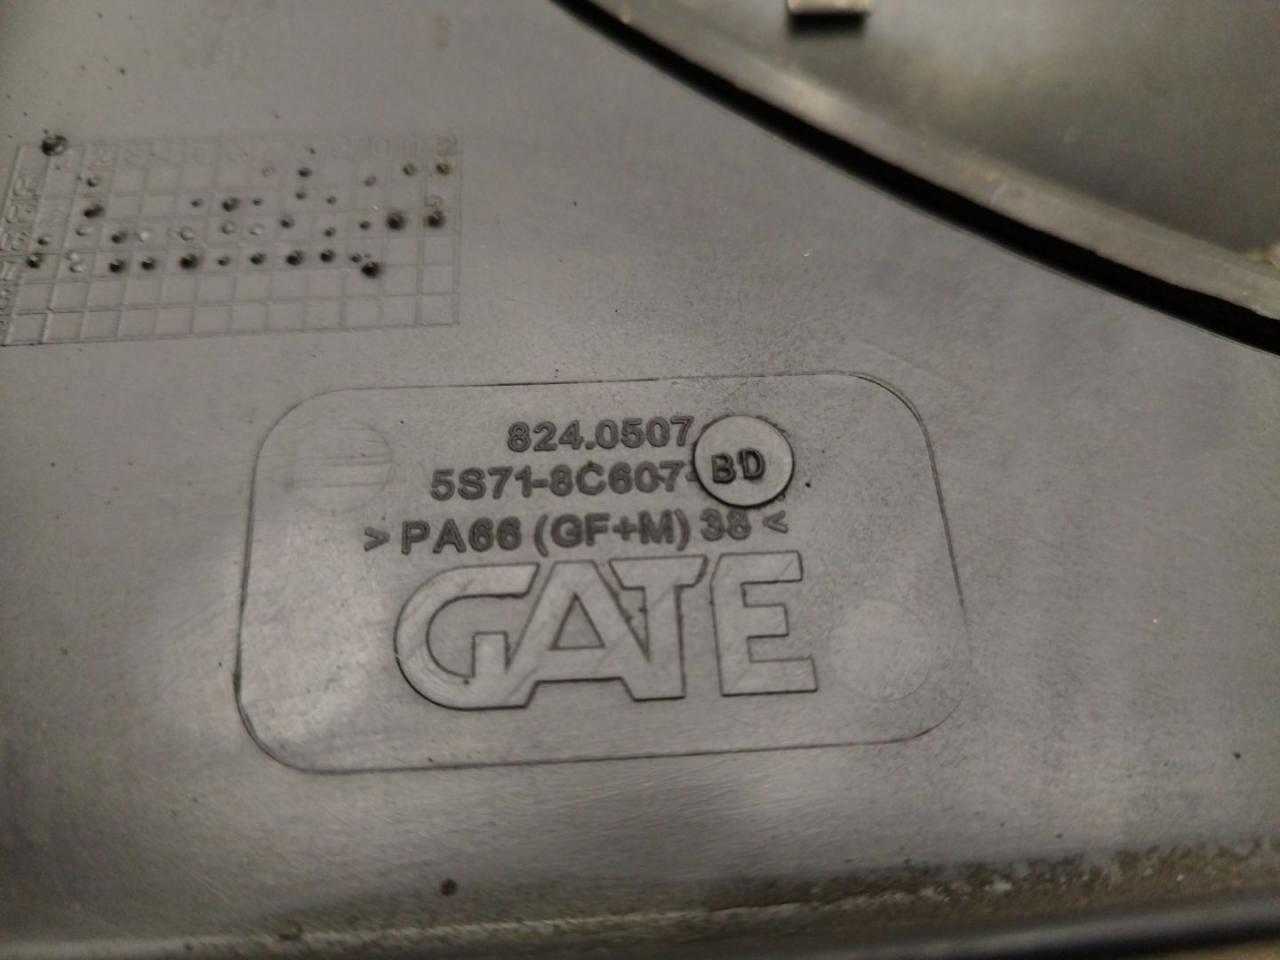 824.0507
5S71-8C607-BD
>PA66 (GF+M) 38<
GATE